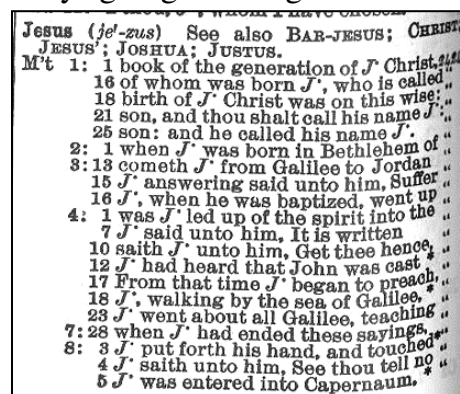 Jesus (je'-zus) See also BAR-JESUS; CHRIST;
JESUS'; JOSHUA; JUSTUS.
M't 1: 1 book of the generation of J· Christ,
16 of whom was born J·, who is called "
18 birth of J· Christ was on this wise: "
21 son, and thou shalt call his name J·: "
25 son: and he called his name J·. "
2: 1 when J· was born in Bethlehem of "
3: 13 cometh J· from Galilee to Jordan "
15 J· answering said unto him, Suffer "
16 J·, when he was baptized, went up "
4: 1 was J· led up of the spirit into the "
7 J· said unto him, It is written "
10 saith J· unto him, Get thee hence, "
12 J· had heard that John was cast * "
17 From that time J· began to preach, "
18 J·, walking by the sea of Galilee, * "
23 J· went about all Galilee, teaching "
7: 28 when J· had ended these sayings, * "
8: 3 J· put forth his hand, and touched * "
4 J· saith unto him, See thou tell no "
5 J· was entered into Capernaum, * "